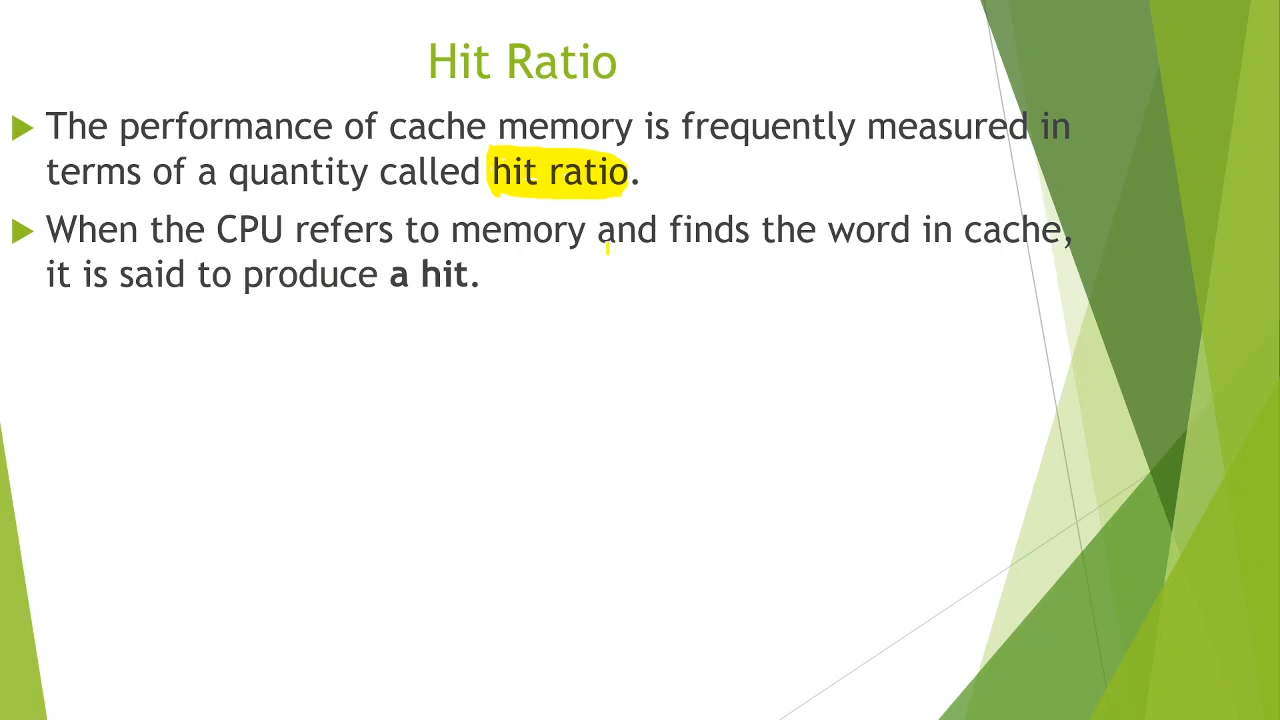 Hit Ratio
The performance of cache memory is frequently measured in
terms of a quantity called hit ratio.
When the CPU refers to memory and finds the word in cache,
it is said to produce a hit.